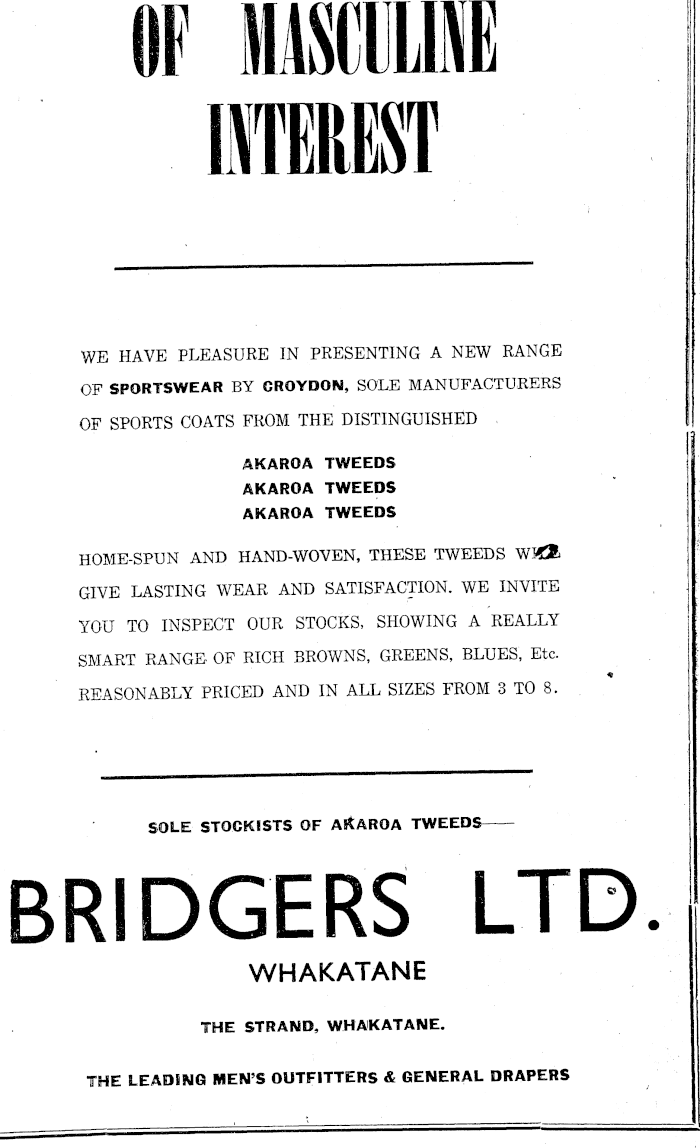 OF MASCULINE
INTEREST
WE HAVE PLEASURE IN PRESENTING A NEW RANGE
OF SPORTSWEAR BY CROYDON, SOLE MANUFACTURERS
OF SPORTS COATS FROM THE DISTINGUISHED
AKAROA TWEEDS
AKAROA TWEEDS
AKAROA TWEEDS
HOME-SPUN AND HAND-WOVEN, THESE TWEEDS
GIVE LASTING WEAR AND SATISFACTION. WE INVITE
YOU TO INSPECT OUR STOCKS, SHOWING A REALLY
SMART RANGE OF RICH BROWNS, GREENS, BLUES, Etc.
REASONABLY PRICED AND IN ALL SIZES FROM 3 TO 8.
SOLE STOCKISTS OF AKAROA TWEEDS—
BRIDGERS LTD.
WHAKATANE
THE STRAND, WHAKATANE.
THE LEADING MEN'S OUTFITTERS & GENERAL DRAPERS